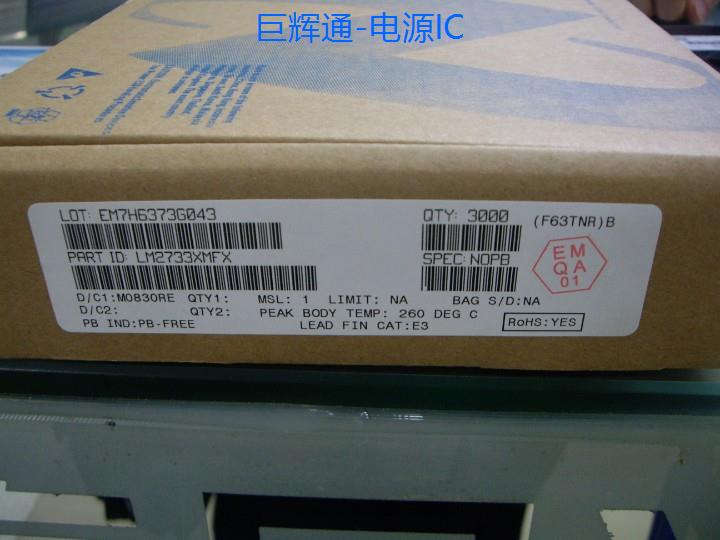 巨辉通-电源IC
LOT: EM7H6373G043
QTY: 3000
(F63TNR)B
PART ID: LM2733XMFX
SPEC: NOPB
EM
QA
01
D/C1:M0830RE QTY1: MSL: 1 LIMIT: NA BAG S/D:NA
D/C2: QTY2: PEAK BODY TEMP: 260 DEG C
PB IND:PB-FREE LEAD FIN CAT:E3
RoHS:YES